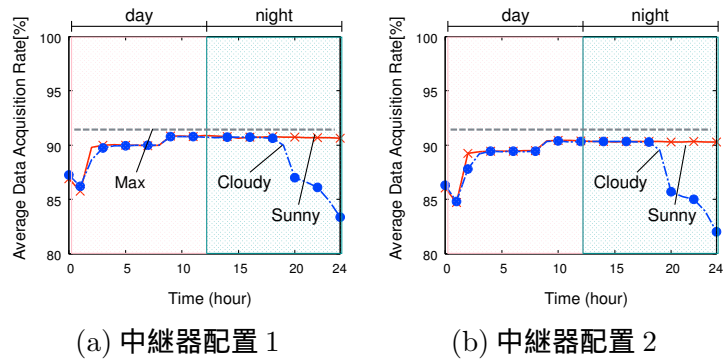 day night
Average Data Acquisition Rate[%]
100
95
90
85
80
Max
Cloudy
Sunny
0 5 10 15 20 24
Time (hour)
(a) 中継器配置 1
day night
Average Data Acquisition Rate[%]
100
95
90
85
80
Max
Cloudy
Sunny
0 5 10 15 20 24
Time (hour)
(b) 中継器配置 2